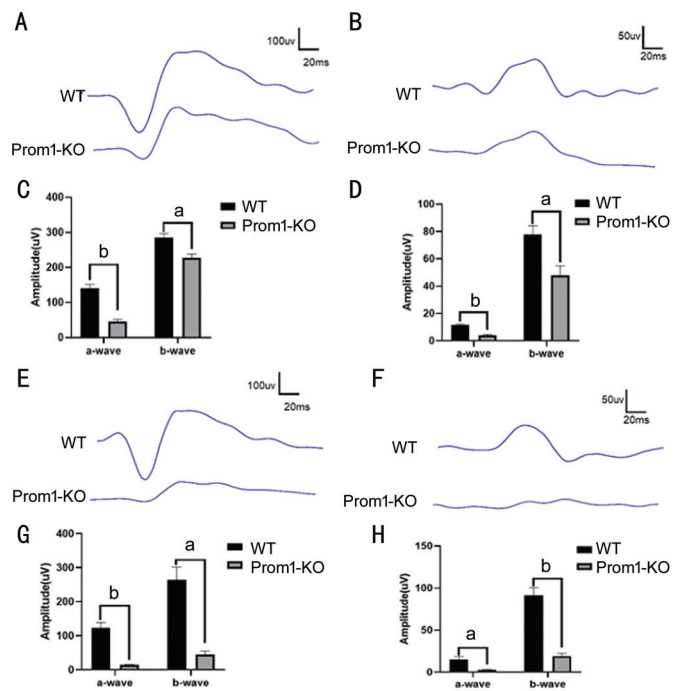 A
100uv
20ms
WT
Prom1-KO
B
50uv
20ms
WT
Prom1-KO
C
400
300
200
100
0
Amplitude(uV)
b
a
WT
Prom1-KO
a-wave
b-wave
D
100
80
60
40
20
0
Amplitude(uV)
b
a
WT
Prom1-KO
a-wave
b-wave
E
100uv
20ms
WT
Prom1-KO
F
50uv
20ms
WT
Prom1-KO
G
400
300
200
100
0
Amplitude(uV)
b
a
WT
Prom1-KO
a-wave
b-wave
H
150
100
50
0
Amplitude(uV)
a
b
WT
Prom1-KO
a-wave
b-wave